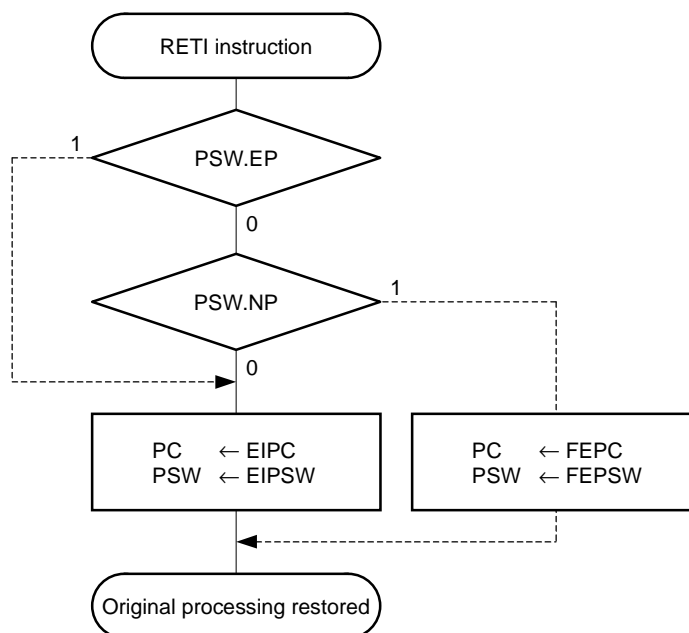 RETI instruction
1
PSW.EP
0
PSW.NP
1
0
PC ← EIPC
PSW ← EIPSW
PC ← FEPC
PSW ← FEPSW
Original processing restored